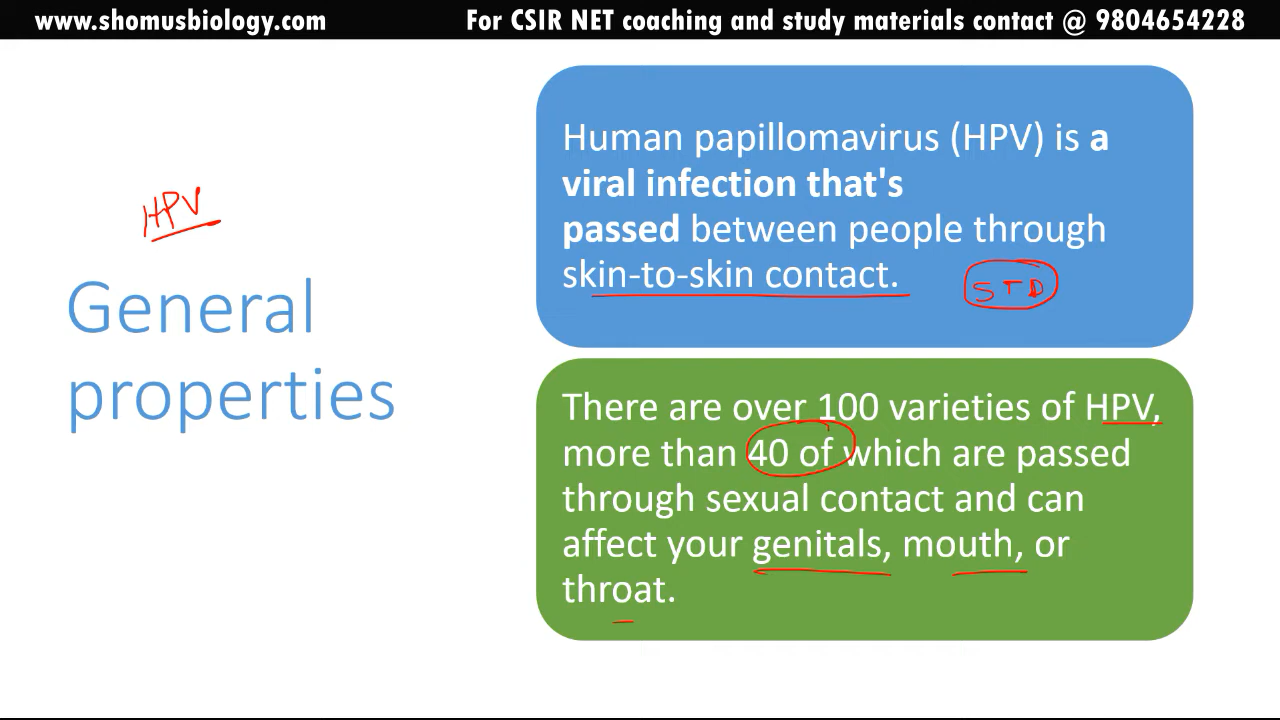 www.shomusbiology.com For CSIR NET coaching and study materials contact @ 9804654228
HPV
General
properties
Human papillomavirus (HPV) is a
viral infection that's
passed between people through
skin-to-skin contact.
STD
There are over 100 varieties of HPV,
more than 40 of which are passed
through sexual contact and can
affect your genitals, mouth, or
throat.